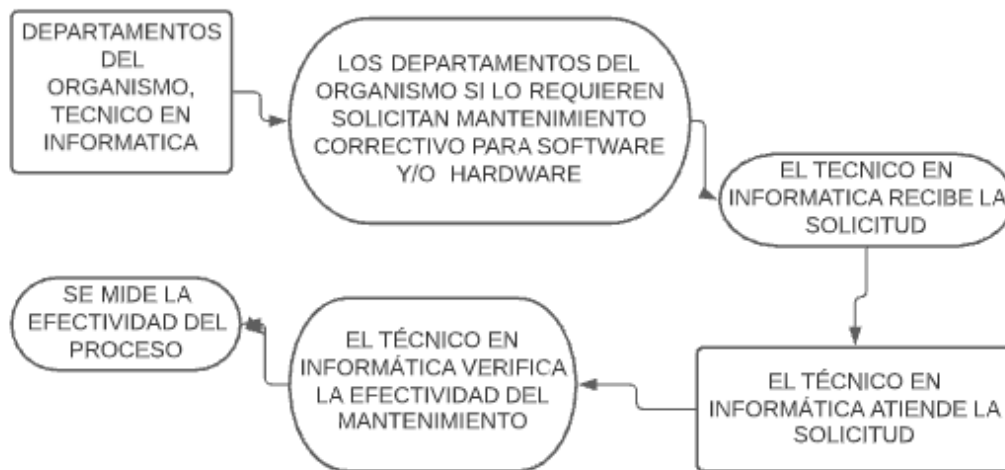 DEPARTAMENTOS
DEL
ORGANISMO,
TECNICO EN
INFORMATICA
LOS DEPARTAMENTOS DEL
ORGANISMO SI LO REQUIEREN
SOLICITAN MANTENIMIENTO
CORRECTIVO PARA SOFTWARE
Y/O HARDWARE
EL TECNICO EN
INFORMATICA RECIBE LA
SOLICITUD
EL TÉCNICO EN
INFORMÁTICA ATIENDE LA
SOLICITUD
EL TÉCNICO EN
INFORMÁTICA VERIFICA
LA EFECTIVIDAD DEL
MANTENIMIENTO
SE MIDE LA
EFECTIVIDAD DEL
PROCESO